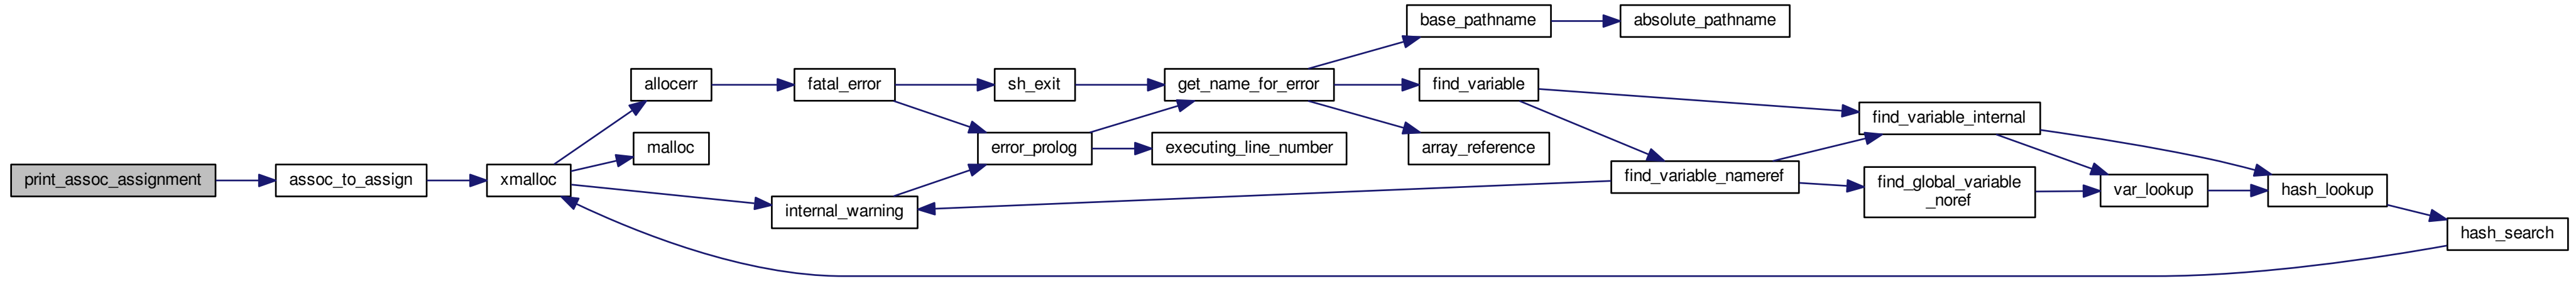 print_assoc_assignment
assoc_to_assign
xmalloc
allocerr
malloc
internal_warning
fatal_error
sh_exit
error_prolog
get_name_for_error
executing_line_number
base_pathname
find_variable
array_reference
absolute_pathname
find_variable_nameref
find_variable_internal
find_global_variable
_noref
var_lookup
hash_lookup
hash_search